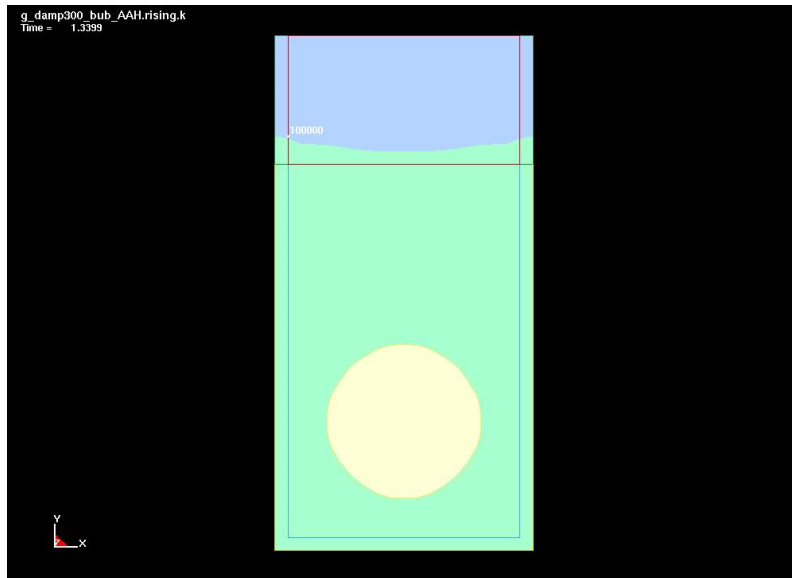 g_damp300_bub_AAH.rising.k
Time = 1.3399
100000
Y
Z X